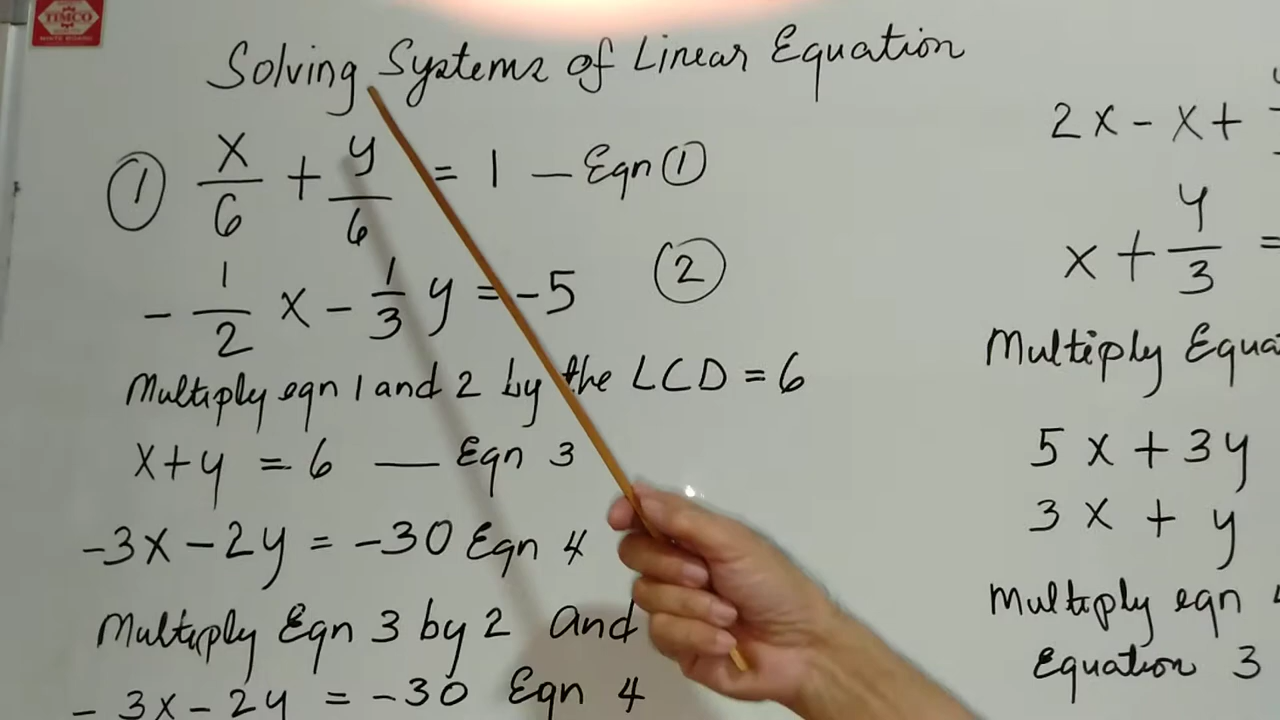 TIMCO
Solving Systems of Linear Equation
① x/6 + y/6 = 1 — Eqn ①
- 1/2 x - 1/3 y = -5 ②
Multiply eqn 1 and 2 by the LCD = 6
x+y = 6 — Eqn 3
-3x - 2y = -30 Eqn 4
Multiply Eqn 3 by 2 and
- 3x - 2y = -30 Eqn 4
2x - x +
x + y/3 =
Multiply Equa
5x + 3y
3x + y
Multiply eqn
Equation 3